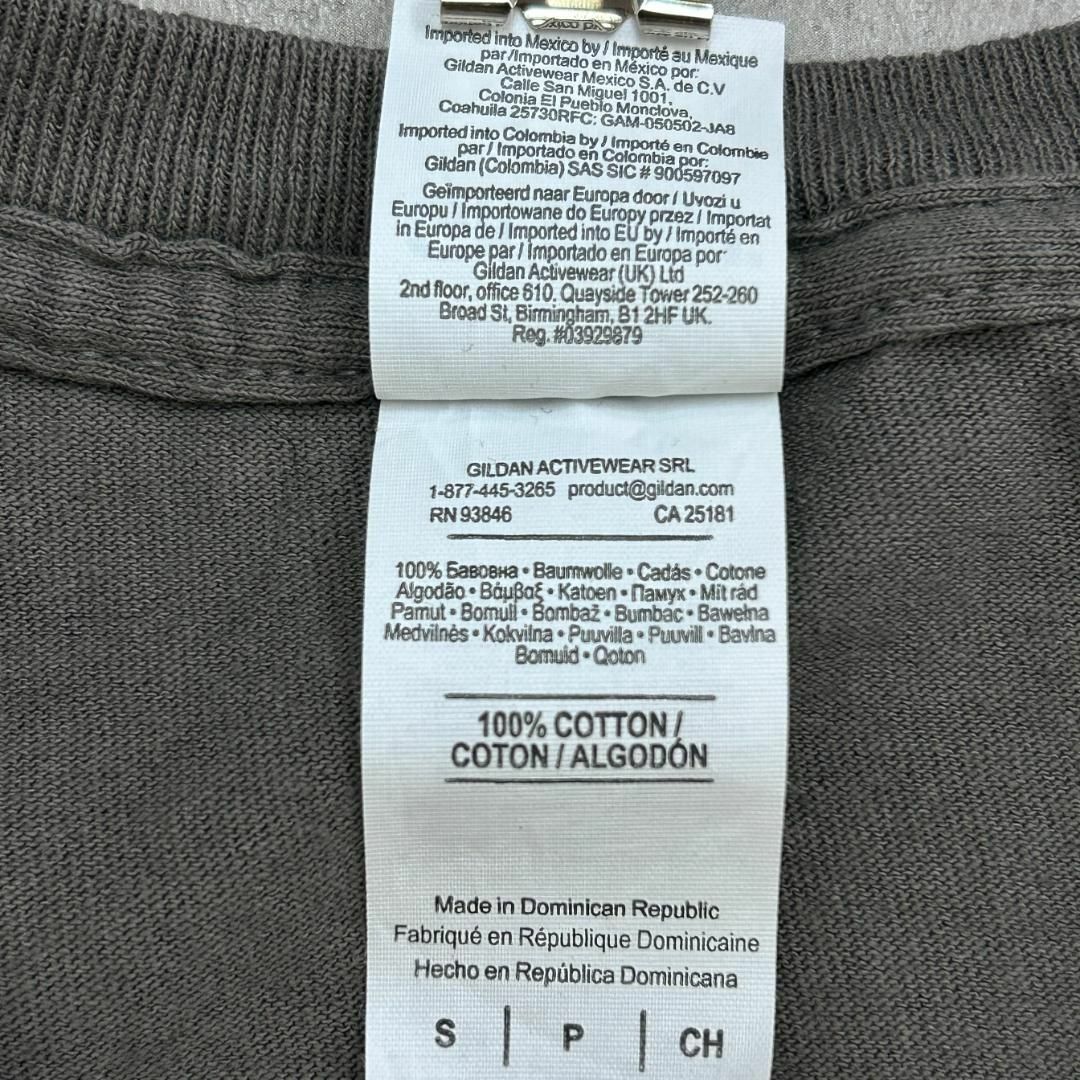 Imported into Mexico by / Importé au Mexique
par /Importado en México por:
Gildan Activewear Mexico S.A. de C.V
Calle San Miguel 1001,
Colonia El Pueblo Monclova,
Coahuila 25730RFC: GAM-050502-JA8
Imported into Colombia by / Importé en Colombie
par / Importado en Colombia por:
Gildan (Colombia) SAS SIC # 900597097
Geïmporteerd naar Europa door / Uvozi u
Europu / Importowane do Europy przez / Importat
in Europa de / Imported into EU by / Importé en
Europe par / Importado en Europa por
Gildan Activewear (UK) Ltd
2nd floor, office 610. Quayside Tower 252-260
Broad St, Birmingham, B1 2HF UK.
Reg. #03929879
GILDAN ACTIVEWEAR SRL
1-877-445-3265 product@gildan.com
RN 93846 CA 25181
100% Бавовна • Baumwolle • Cadás • Cotone
Algodão • Βάμβαξ • Katoen • Памук • Mit rád
Pamut • Bomull • Bombaž • Bumbac • Bawełna
Medvilnės • Kokvilna • Puuvilla • Puuvill • Bavlna
Bomuld • Qoton
100% COTTON /
COTON / ALGODÓN
Made in Dominican Republic
Fabriqué en République Dominicaine
Hecho en República Dominicana
S | P | CH